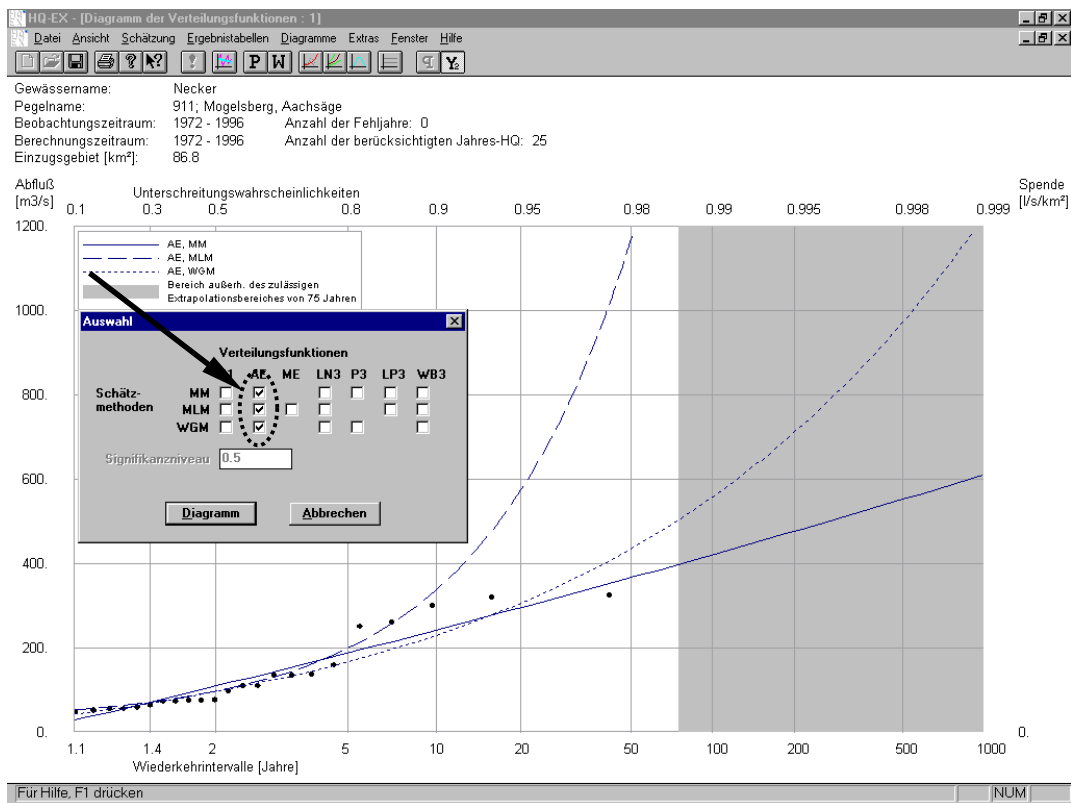 HQ-EX - [Diagramm der Verteilungsfunktionen : 1]
Datei Ansicht Schätzung Ergebnistabellen Diagramme Extras Fenster Hilfe
P W Y₂
Gewässername: Necker
Pegelname: 911; Mogelsberg, Aachsäge
Beobachtungszeitraum: 1972 - 1996 Anzahl der Fehljahre: 0
Berechnungszeitraum: 1972 - 1996 Anzahl der berücksichtigten Jahres-HQ: 25
Einzugsgebiet [km²]: 86.8
Abfluß Unterschreitungswahrscheinlichkeiten Spende
[m3/s] 0.1 0.3 0.5 0.8 0.9 0.95 0.98 0.99 0.995 0.998 0.999 [l/s/km²]
1200.
AE, MM
AE, MLM
AE, WGM
Bereich außerh. des zulässigen
Extrapolationsbereiches von 75 Jahren
1000.
Auswahl
Verteilungsfunktionen
1 AE ME LN3 P3 LP3 WB3
800.
Schätz- MM
methoden MLM
WGM
Signifikanzniveau 0.5
600.
Diagramm Abbrechen
400.
200.
0. 0.
1.1 1.4 2 5 10 20 50 100 200 500 1000
Wiederkehrintervalle [Jahre]
Für Hilfe, F1 drücken NUM